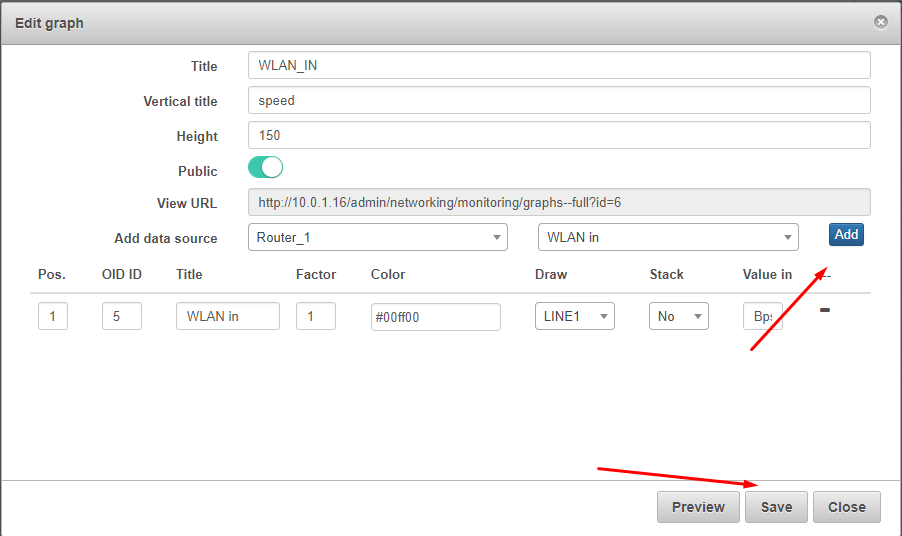 Edit graph
Title WLAN_IN
Vertical title speed
Height 150
Public
View URL http://10.0.1.16/admin/networking/monitoring/graphs--full?id=6
Add data source Router_1 WLAN in Add
Pos. OID ID Title Factor Color Draw Stack Value in
1 5 WLAN in 1 #00ff00 LINE1 No Bps
Preview Save Close